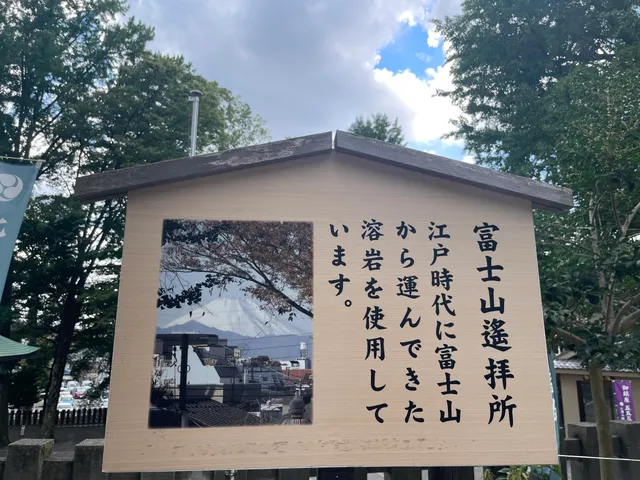 富士山遙拝所
江戸時代に富士山
から運んできた
溶岩を使用して
います。